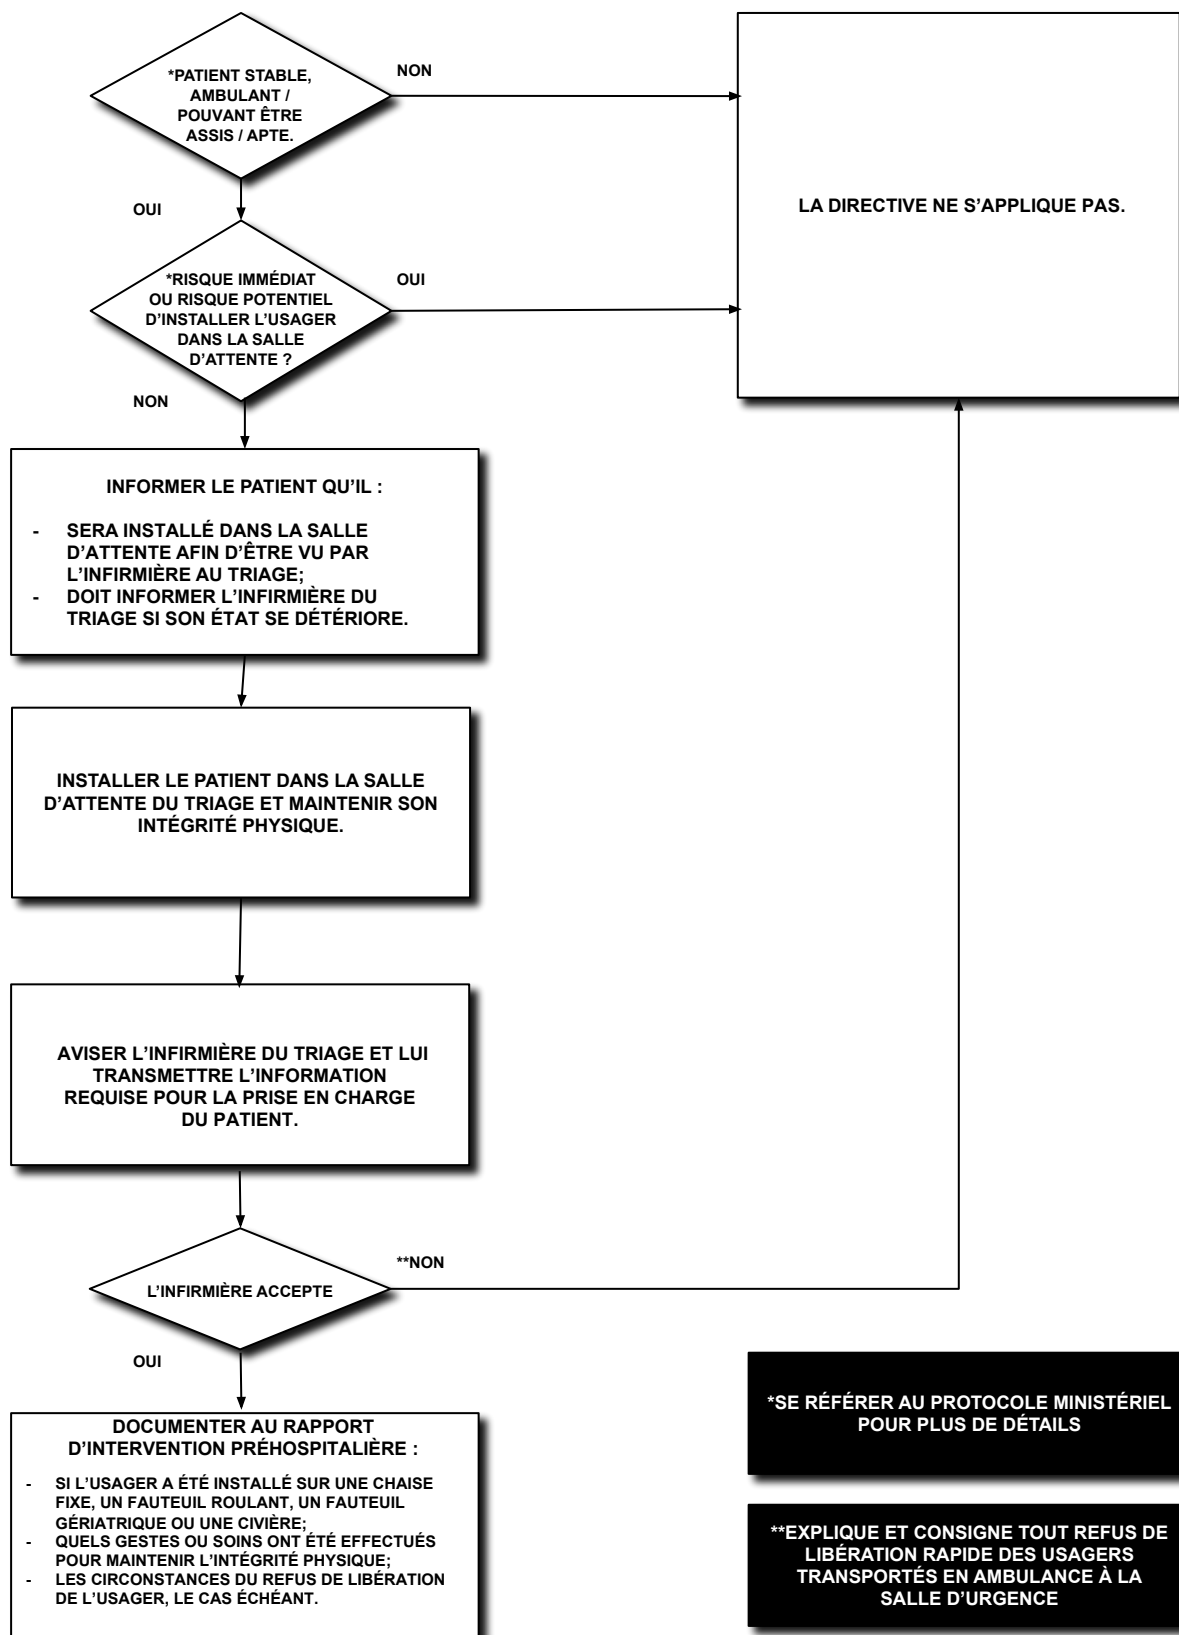 *PATIENT STABLE,
AMBULANT /
POUVANT ÊTRE
ASSIS / APTE.
NON
LA DIRECTIVE NE S’APPLIQUE PAS.
OUI
*RISQUE IMMÉDIAT
OU RISQUE POTENTIEL
D’INSTALLER L’USAGER
DANS LA SALLE
D’ATTENTE ?
OUI
NON
INFORMER LE PATIENT QU’IL :
- SERA INSTALLÉ DANS LA SALLE
D’ATTENTE AFIN D’ÊTRE VU PAR
L’INFIRMIÈRE AU TRIAGE;
- DOIT INFORMER L’INFIRMIÈRE DU
TRIAGE SI SON ÉTAT SE DÉTÉRIORE.
INSTALLER LE PATIENT DANS LA SALLE
D’ATTENTE DU TRIAGE ET MAINTENIR SON
INTÉGRITÉ PHYSIQUE.
AVISER L’INFIRMIÈRE DU TRIAGE ET LUI
TRANSMETTRE L’INFORMATION
REQUISE POUR LA PRISE EN CHARGE
DU PATIENT.
L’INFIRMIÈRE ACCEPTE
**NON
OUI
DOCUMENTER AU RAPPORT
D’INTERVENTION PRÉHOSPITALIÈRE :
- SI L’USAGER A ÉTÉ INSTALLÉ SUR UNE CHAISE
FIXE, UN FAUTEUIL ROULANT, UN FAUTEUIL
GÉRIATRIQUE OU UNE CIVIÈRE;
- QUELS GESTES OU SOINS ONT ÉTÉ EFFECTUÉS
POUR MAINTENIR L’INTÉGRITÉ PHYSIQUE;
- LES CIRCONSTANCES DU REFUS DE LIBÉRATION
DE L’USAGER, LE CAS ÉCHÉANT.
*SE RÉFÉRER AU PROTOCOLE MINISTÉRIEL
POUR PLUS DE DÉTAILS
**EXPLIQUE ET CONSIGNE TOUT REFUS DE
LIBÉRATION RAPIDE DES USAGERS
TRANSPORTÉS EN AMBULANCE À LA
SALLE D’URGENCE